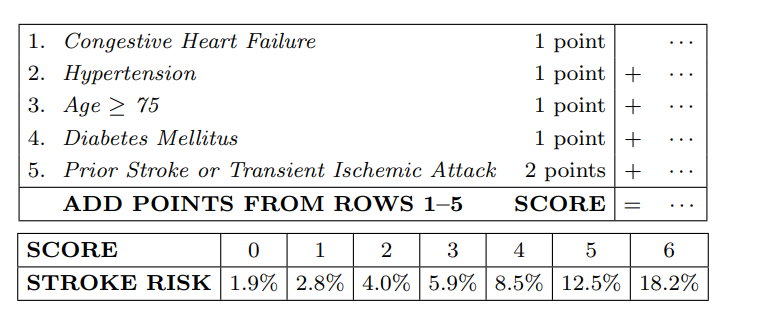 1. Congestive Heart Failure 1 point ...
2. Hypertension 1 point + ...
3. Age ≥ 75 1 point + ...
4. Diabetes Mellitus 1 point + ...
5. Prior Stroke or Transient Ischemic Attack 2 points + ...
ADD POINTS FROM ROWS 1–5 SCORE = ...
SCORE 0 1 2 3 4 5 6
STROKE RISK 1.9% 2.8% 4.0% 5.9% 8.5% 12.5% 18.2%